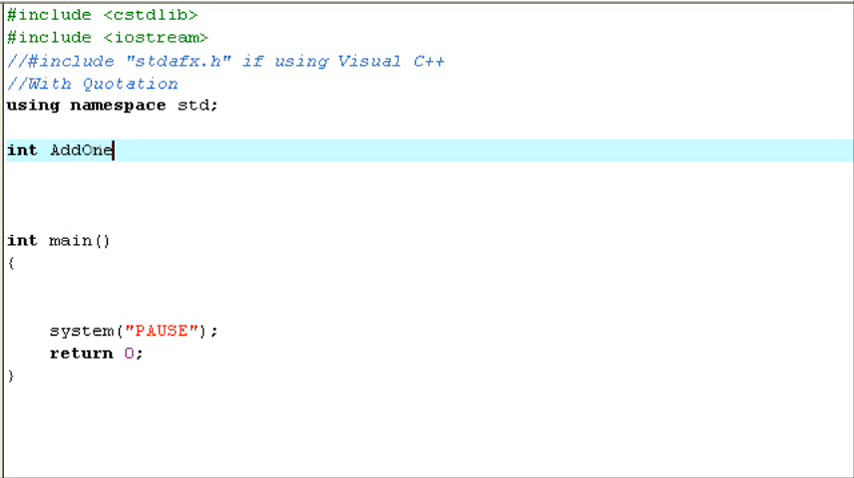 #include <cstdlib>
#include <iostream>
//#include "stdafx.h" if using Visual C++
//With Quotation
using namespace std;
int AddOne
int main()
{
system("PAUSE");
return 0;
}